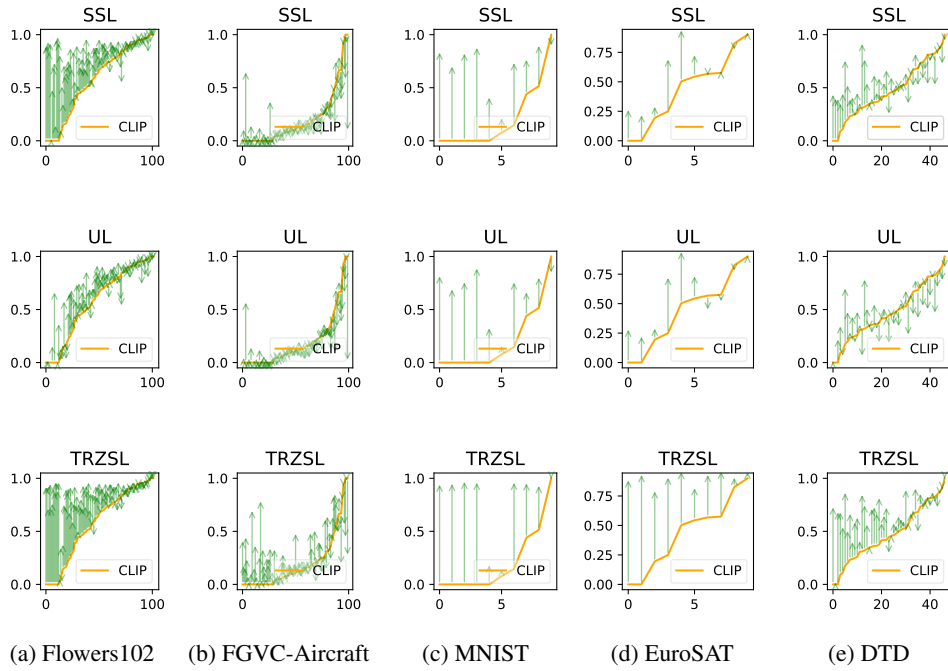 SSL SSL SSL SSL SSL
1.0 1.0 1.0 0.75 1.0
0.5 0.5 0.5 0.50 0.5
0.25
CLIP CLIP CLIP CLIP CLIP
0.0 0.0 0.0 0.00 0.0
0 100 0 100 0 5 0 5 0 20 40
UL UL UL UL UL
1.0 1.0 1.0 0.75 1.0
0.5 0.5 0.5 0.50 0.5
0.25
CLIP CLIP CLIP CLIP CLIP
0.0 0.0 0.0 0.00 0.0
0 100 0 100 0 5 0 5 0 20 40
TRZSL TRZSL TRZSL TRZSL TRZSL
1.0 1.0 1.0 0.75 1.0
0.5 0.5 0.5 0.50 0.5
0.25
CLIP CLIP CLIP CLIP CLIP
0.0 0.0 0.0 0.00 0.0
0 100 0 100 0 5 0 5 0 20 40
(a) Flowers102 (b) FGVC-Aircraft (c) MNIST (d) EuroSAT (e) DTD